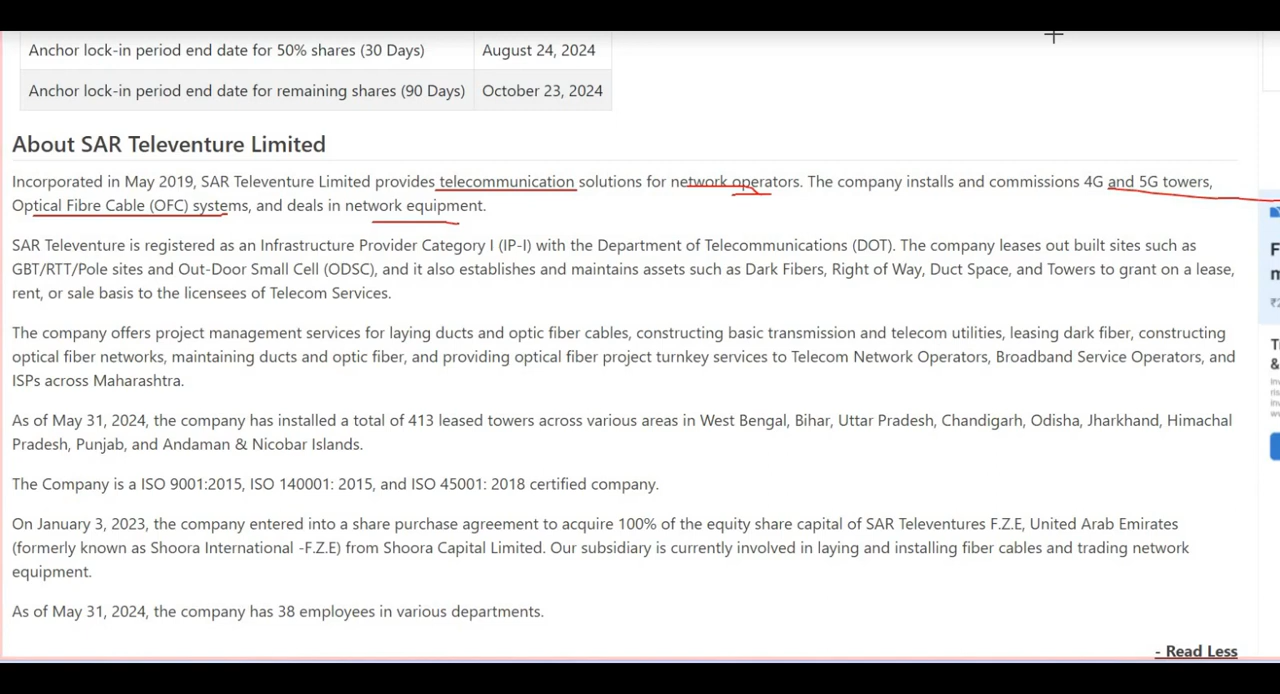 Anchor lock-in period end date for 50% shares (30 Days) August 24, 2024
Anchor lock-in period end date for remaining shares (90 Days) October 23, 2024
About SAR Televenture Limited
Incorporated in May 2019, SAR Televenture Limited provides telecommunication solutions for network operators. The company installs and commissions 4G and 5G towers,
Optical Fibre Cable (OFC) systems, and deals in network equipment.
SAR Televenture is registered as an Infrastructure Provider Category I (IP-I) with the Department of Telecommunications (DOT). The company leases out built sites such as
GBT/RTT/Pole sites and Out-Door Small Cell (ODSC), and it also establishes and maintains assets such as Dark Fibers, Right of Way, Duct Space, and Towers to grant on a lease,
rent, or sale basis to the licensees of Telecom Services.
The company offers project management services for laying ducts and optic fiber cables, constructing basic transmission and telecom utilities, leasing dark fiber, constructing
optical fiber networks, maintaining ducts and optic fiber, and providing optical fiber project turnkey services to Telecom Network Operators, Broadband Service Operators, and
ISPs across Maharashtra.
As of May 31, 2024, the company has installed a total of 413 leased towers across various areas in West Bengal, Bihar, Uttar Pradesh, Chandigarh, Odisha, Jharkhand, Himachal
Pradesh, Punjab, and Andaman & Nicobar Islands.
The Company is a ISO 9001:2015, ISO 140001: 2015, and ISO 45001: 2018 certified company.
On January 3, 2023, the company entered into a share purchase agreement to acquire 100% of the equity share capital of SAR Televentures F.Z.E, United Arab Emirates
(formerly known as Shoora International -F.Z.E) from Shoora Capital Limited. Our subsidiary is currently involved in laying and installing fiber cables and trading network
equipment.
As of May 31, 2024, the company has 38 employees in various departments.
- Read Less